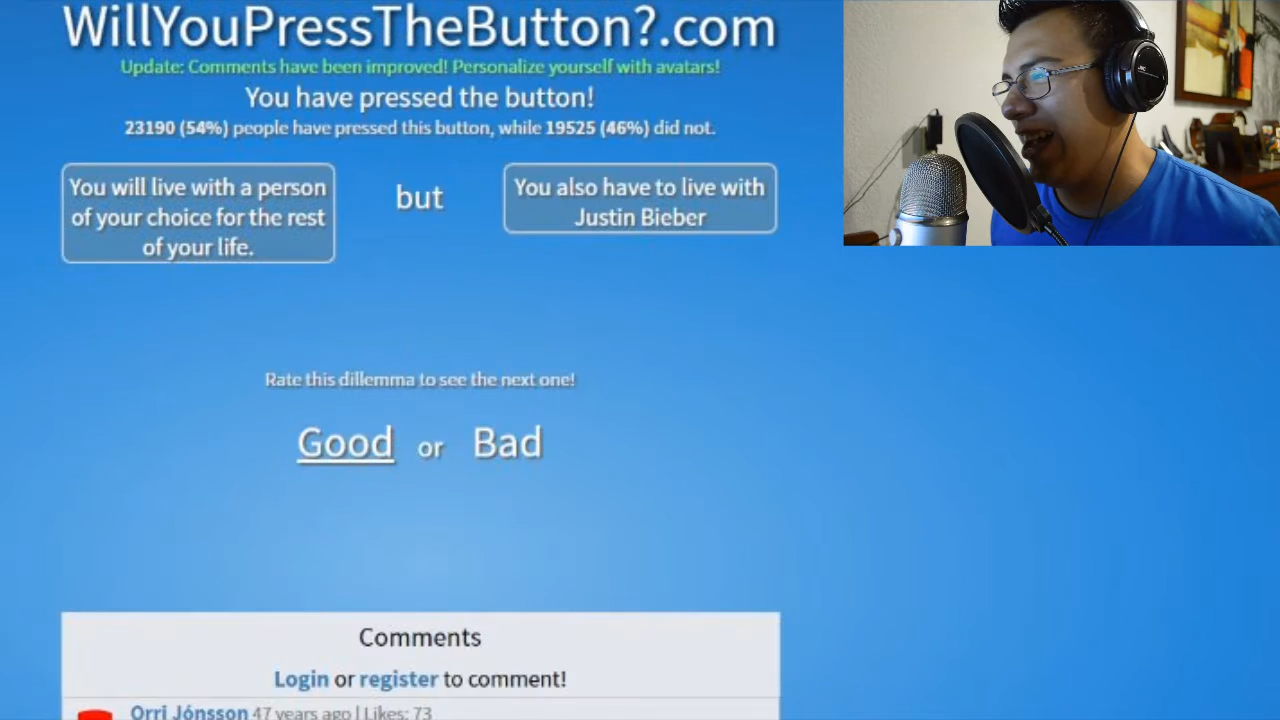 WillYouPressTheButton?.com
Update: Comments have been improved! Personalize yourself with avatars!
You have pressed the button!
23190 (54%) people have pressed this button, while 19525 (46%) did not.
You will live with a person
of your choice for the rest
of your life.
but
You also have to live with
Justin Bieber
Rate this dillemma to see the next one!
Good or Bad
Comments
Login or register to comment!
Orri Jónsson 47 years ago | Likes: 73